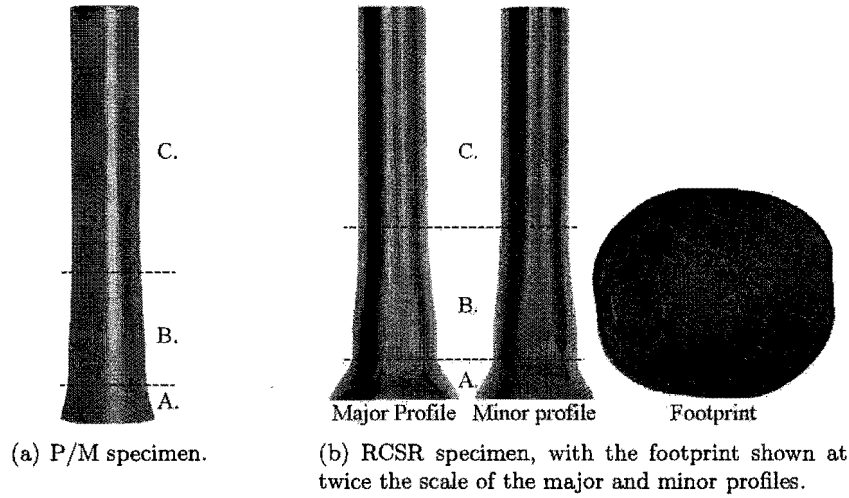 C.
B.
A.
C.
B.
A.
Major Profile
Minor profile
Footprint
(a) P/M specimen.
(b) RCSR specimen, with the footprint shown at
twice the scale of the major and minor profiles.